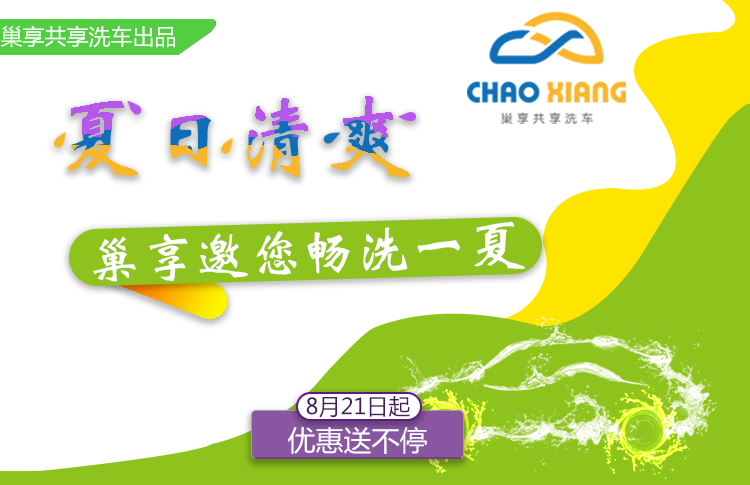 巢享共享洗车出品
CHAO XIANG
巢享共享洗车
夏日清爽
巢享邀您畅洗一夏
8月21日起
优惠送不停